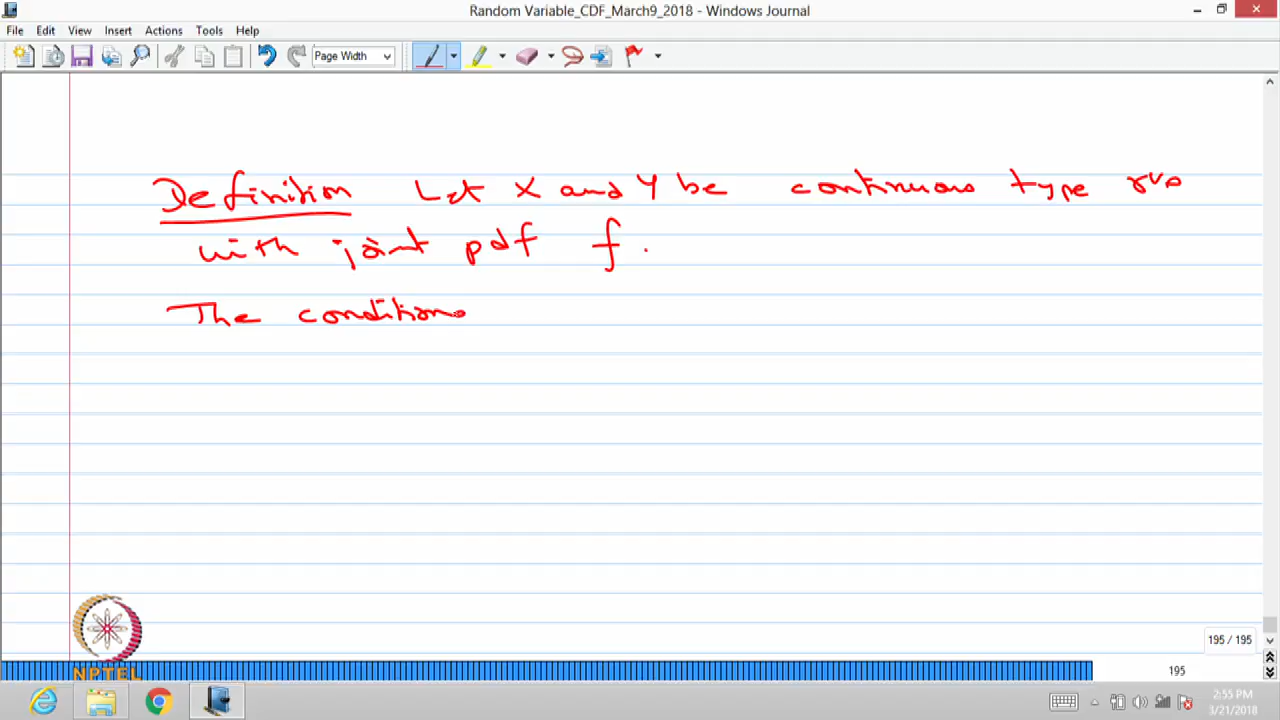 Random Variable_CDF_March9_2018 - Windows Journal
File Edit View Insert Actions Tools Help
Page Width
Definition Let X and Y be continuous type rvs
with joint pdf f.
The conditiona
195 / 195
195
NPTEL
2:55 PM
3/21/2018